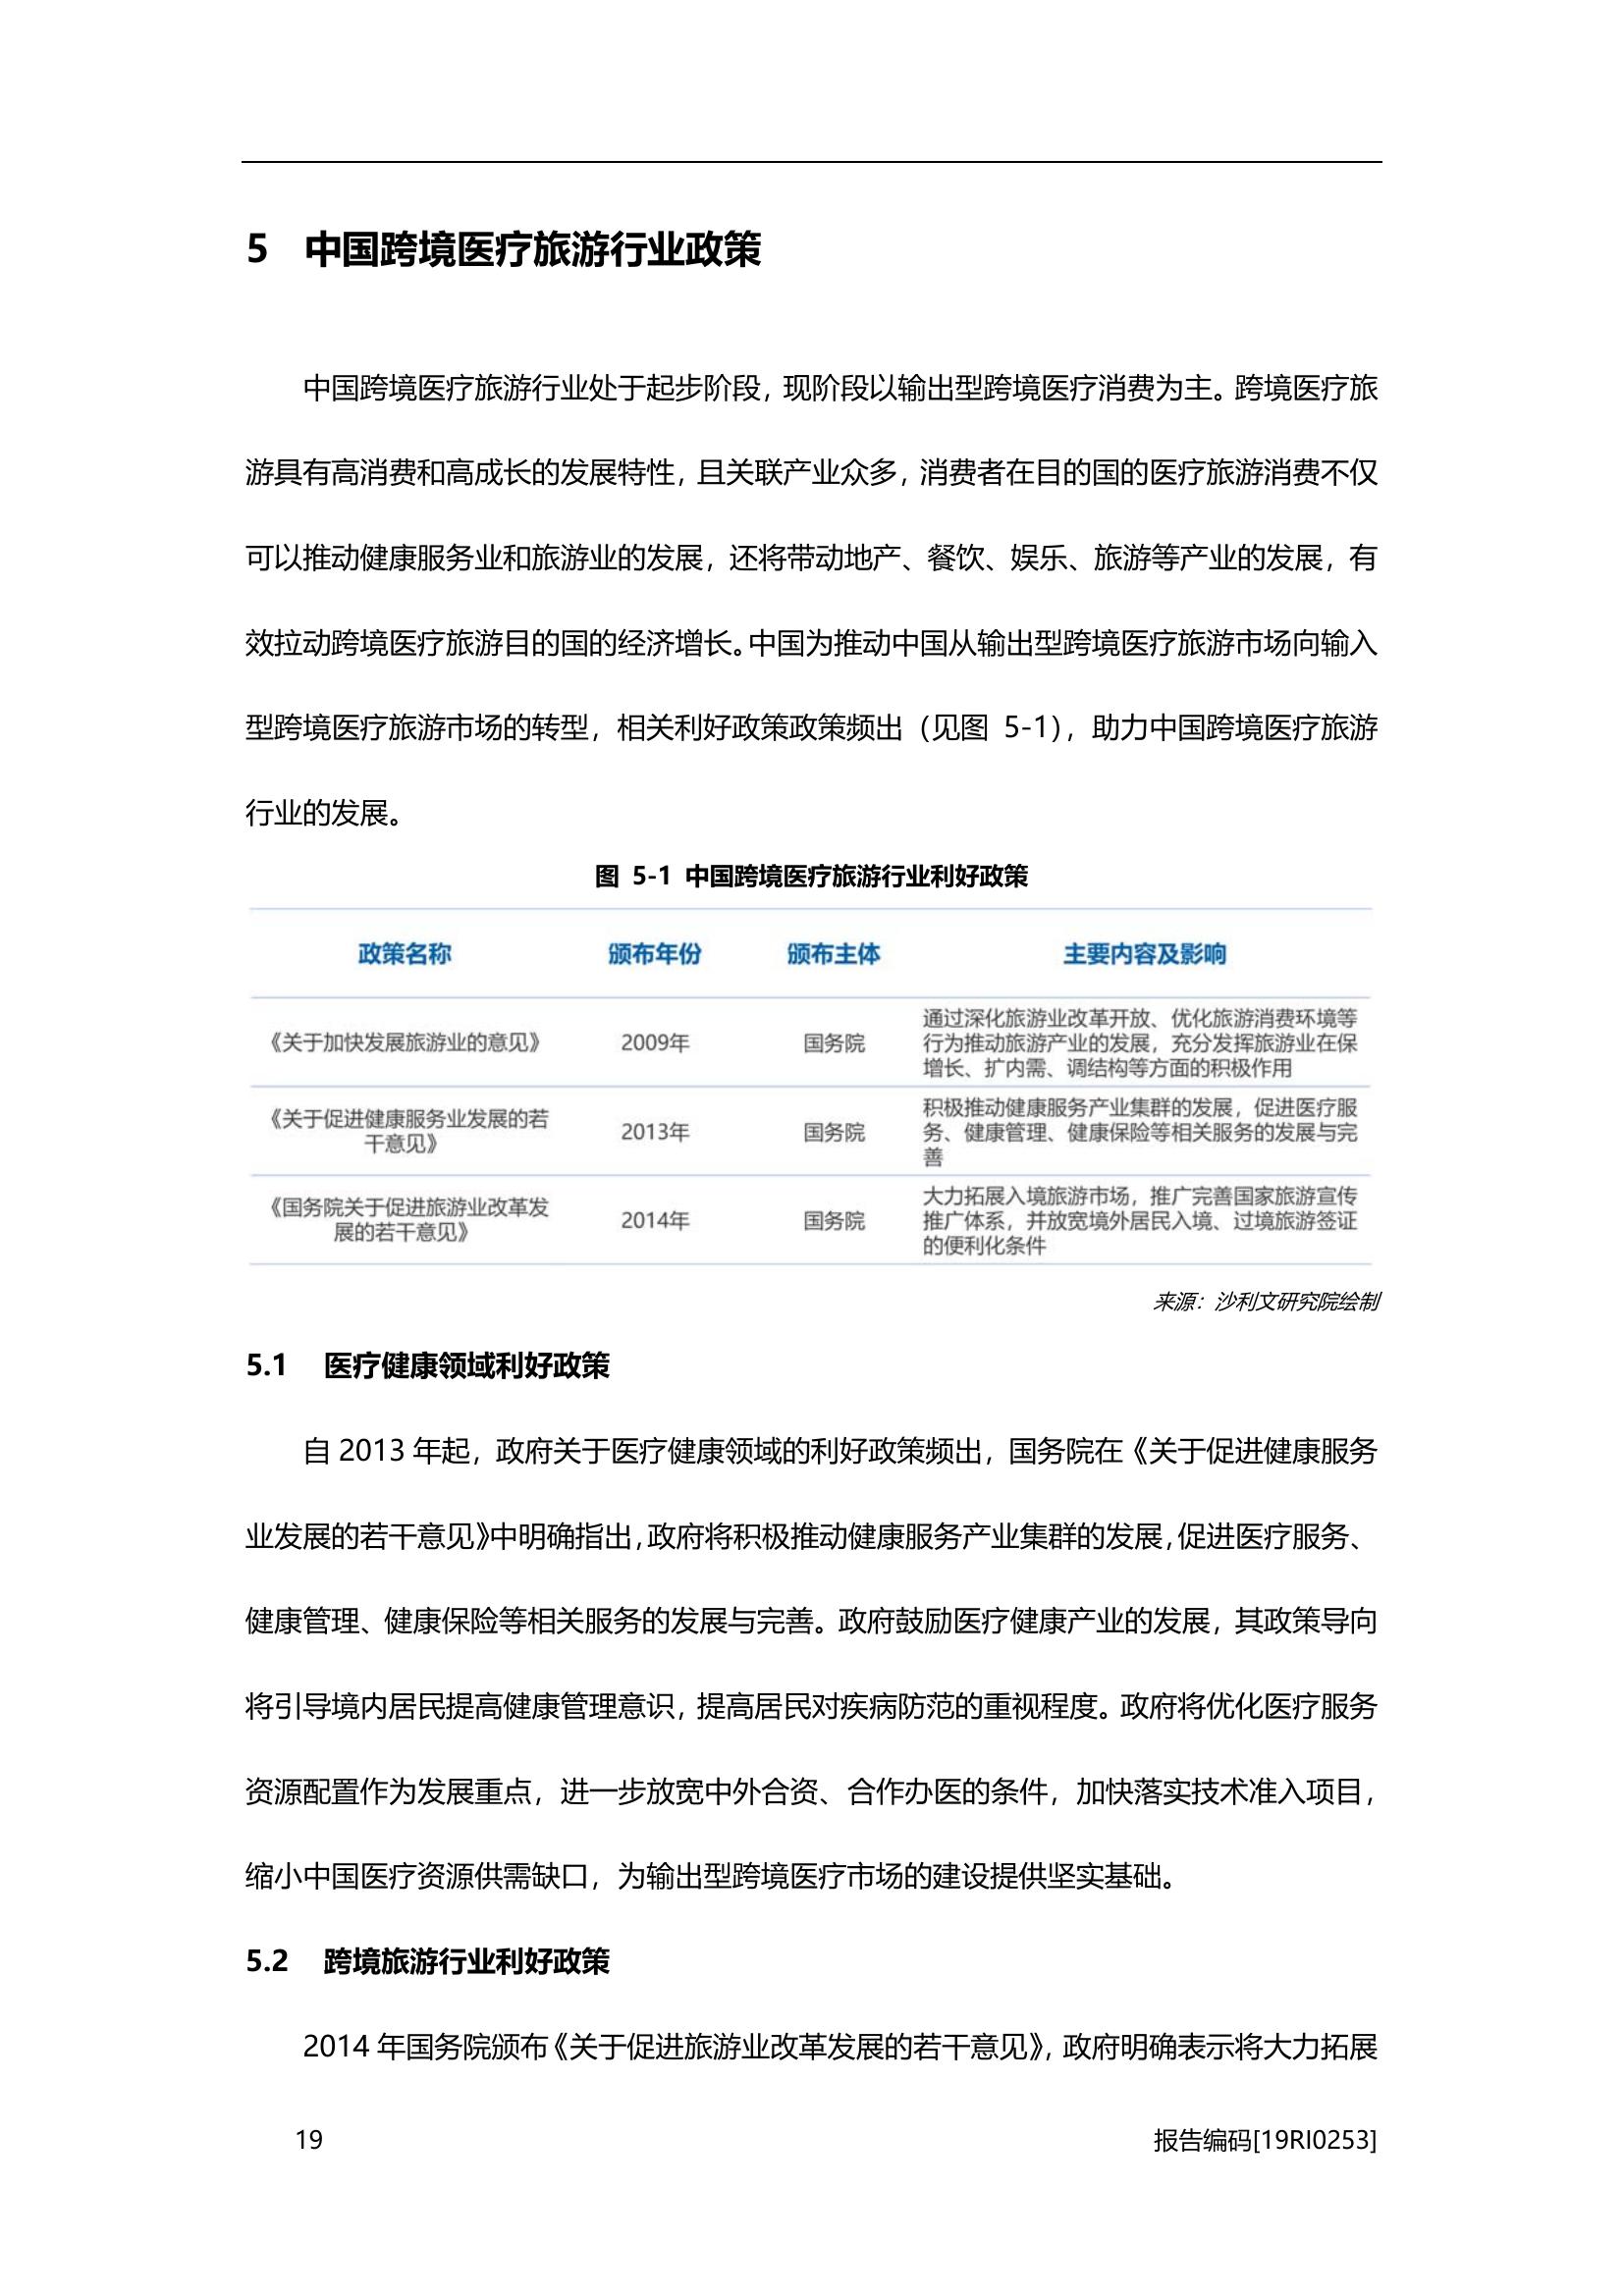 5 中国跨境医疗旅游行业政策
中国跨境医疗旅游行业处于起步阶段，现阶段以输出型跨境医疗消费为主。跨境医疗旅
游具有高消费和高成长的发展特性，且关联产业众多，消费者在目的国的医疗旅游消费不仅
可以推动健康服务业和旅游业的发展，还将带动地产、餐饮、娱乐、旅游等产业的发展，有
效拉动跨境医疗旅游目的国的经济增长。中国为推动中国从输出型跨境医疗旅游市场向输入
型跨境医疗旅游市场的转型，相关利好政策政策频出（见图 5-1），助力中国跨境医疗旅游
行业的发展。
图 5-1 中国跨境医疗旅游行业利好政策
政策名称 颁布年份 颁布主体 主要内容及影响
《关于加快发展旅游业的意见》 2009年 国务院 通过深化旅游业改革开放、优化旅游消费环境等
行为推动旅游产业的发展，充分发挥旅游业在保
增长、扩内需、调结构等方面的积极作用
《关于促进健康服务业发展的若
干意见》 2013年 国务院 积极推动健康服务产业集群的发展，促进医疗服
务、健康管理、健康保险等相关服务的发展与完
善
《国务院关于促进旅游业改革发
展的若干意见》 2014年 国务院 大力拓展入境旅游市场，推广完善国家旅游宣传
推广体系，并放宽境外居民入境、过境旅游签证
的便利化条件
来源：沙利文研究院绘制
5.1 医疗健康领域利好政策
自 2013 年起，政府关于医疗健康领域的利好政策频出，国务院在《关于促进健康服务
业发展的若干意见》中明确指出，政府将积极推动健康服务产业集群的发展，促进医疗服务、
健康管理、健康保险等相关服务的发展与完善。政府鼓励医疗健康产业的发展，其政策导向
将引导境内居民提高健康管理意识，提高居民对疾病防范的重视程度。政府将优化医疗服务
资源配置作为发展重点，进一步放宽中外合资、合作办医的条件，加快落实技术准入项目，
缩小中国医疗资源供需缺口，为输出型跨境医疗市场的建设提供坚实基础。
5.2 跨境旅游行业利好政策
2014 年国务院颁布《关于促进旅游业改革发展的若干意见》，政府明确表示将大力拓展
19 报告编码[19RI0253]